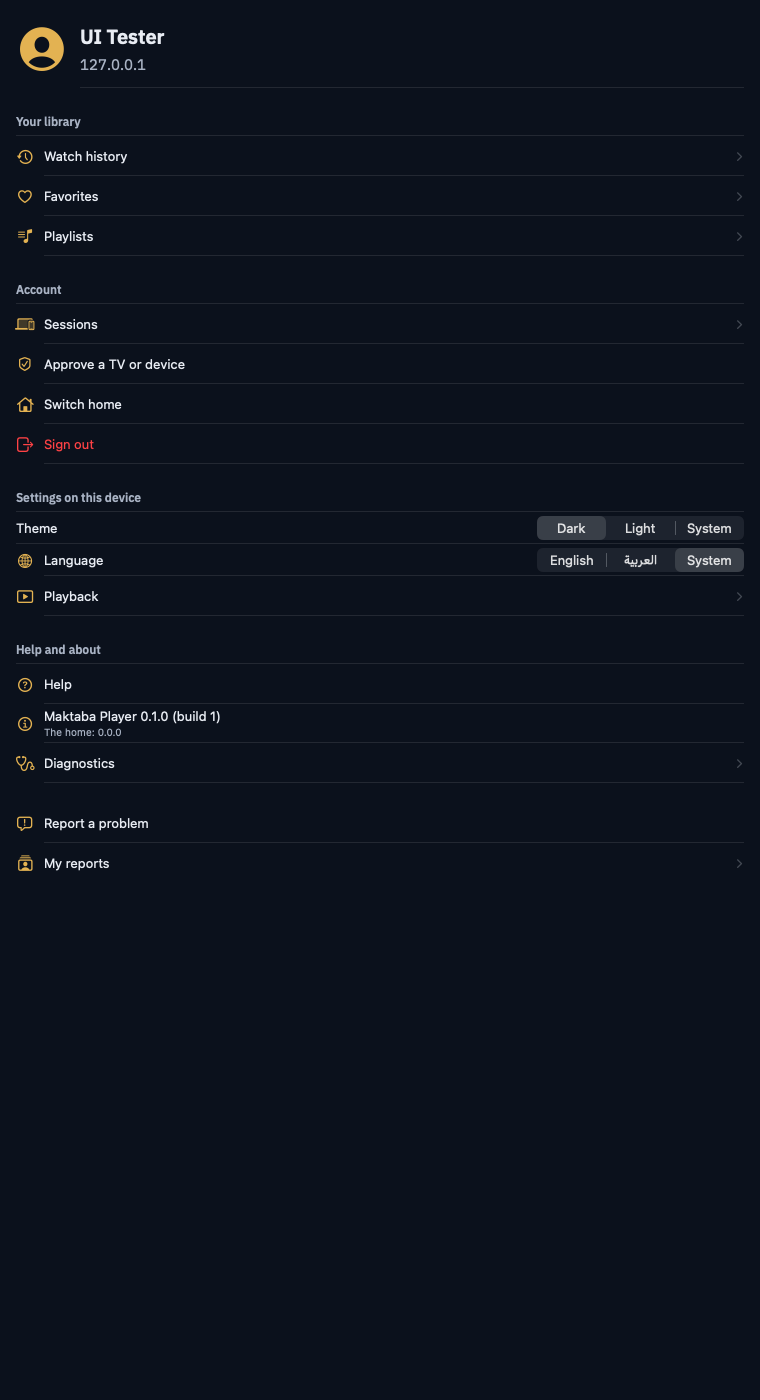 UI Tester
127.0.0.1
Your library
Watch history
Favorites
Playlists
Account
Sessions
Approve a TV or device
Switch home
Sign out
Settings on this device
Theme Dark Light System
Language English العربية System
Playback
Help and about
Help
Maktaba Player 0.1.0 (build 1)
The home: 0.0.0
Diagnostics
Report a problem
My reports